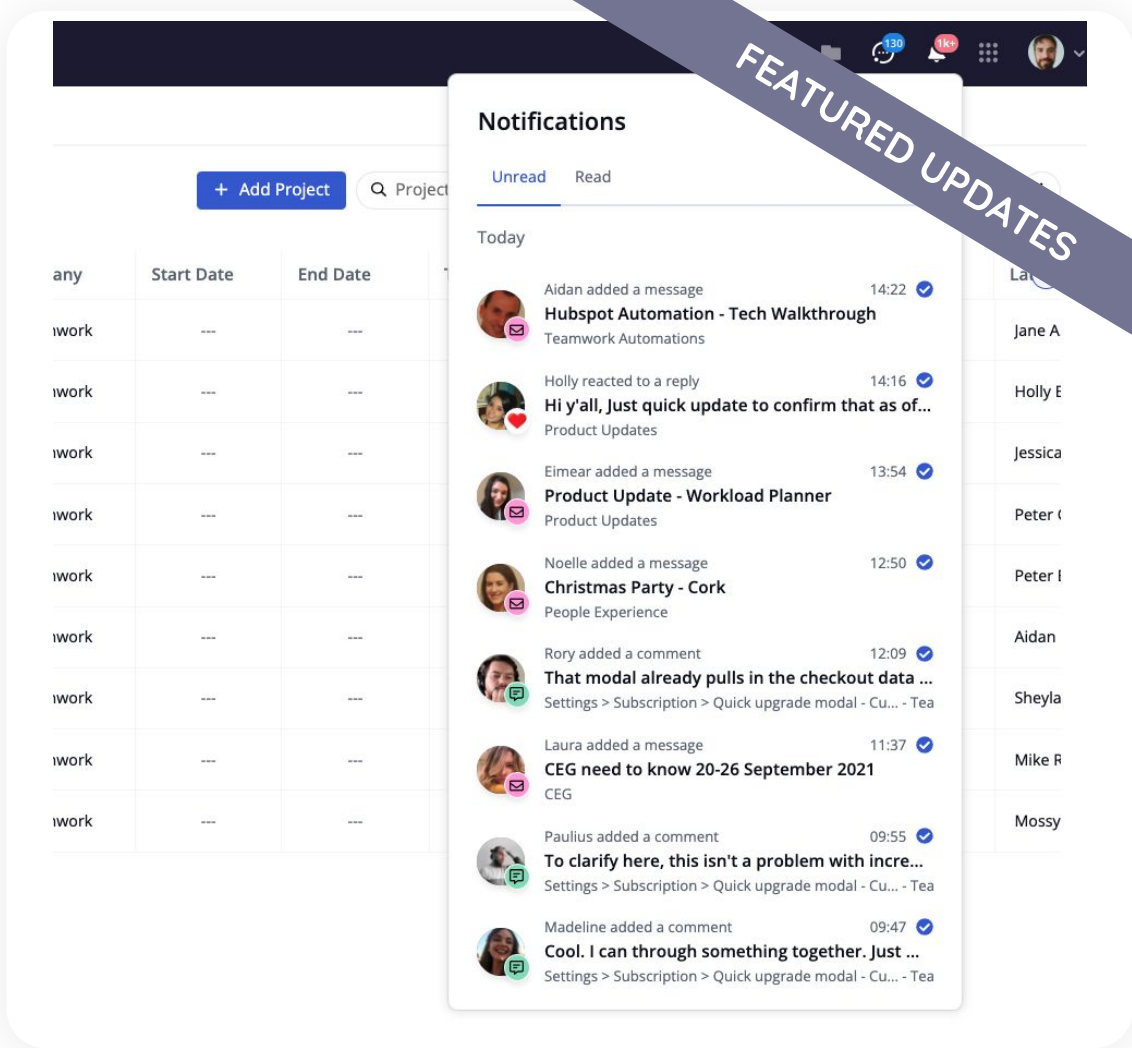 130
1k+
FEATURED UPDATES
Notifications
Unread Read
+ Add Project
Project
Today
any Start Date End Date
La
Aidan added a message 14:22
Hubspot Automation - Tech Walkthrough
Teamwork Automations
work --- --- Jane A
Holly reacted to a reply 14:16
Hi y'all, Just quick update to confirm that as of...
Product Updates
work --- --- Holly
Eimear added a message 13:54
Product Update - Workload Planner
Product Updates
work --- --- Jessica
Noelle added a message 12:50
Christmas Party - Cork
People Experience
work --- --- Peter
Rory added a comment 12:09
That modal already pulls in the checkout data ...
Settings > Subscription > Quick upgrade modal - Cu... - Tea
work --- --- Peter
Laura added a message 11:37
CEG need to know 20-26 September 2021
CEG
work --- --- Aidan
Paulius added a comment 09:55
To clarify here, this isn't a problem with incre...
Settings > Subscription > Quick upgrade modal - Cu... - Tea
work --- --- Sheyla
Madeline added a comment 09:47
Cool. I can through something together. Just ...
Settings > Subscription > Quick upgrade modal - Cu... - Tea
work --- --- Mike R
work --- --- Mossy